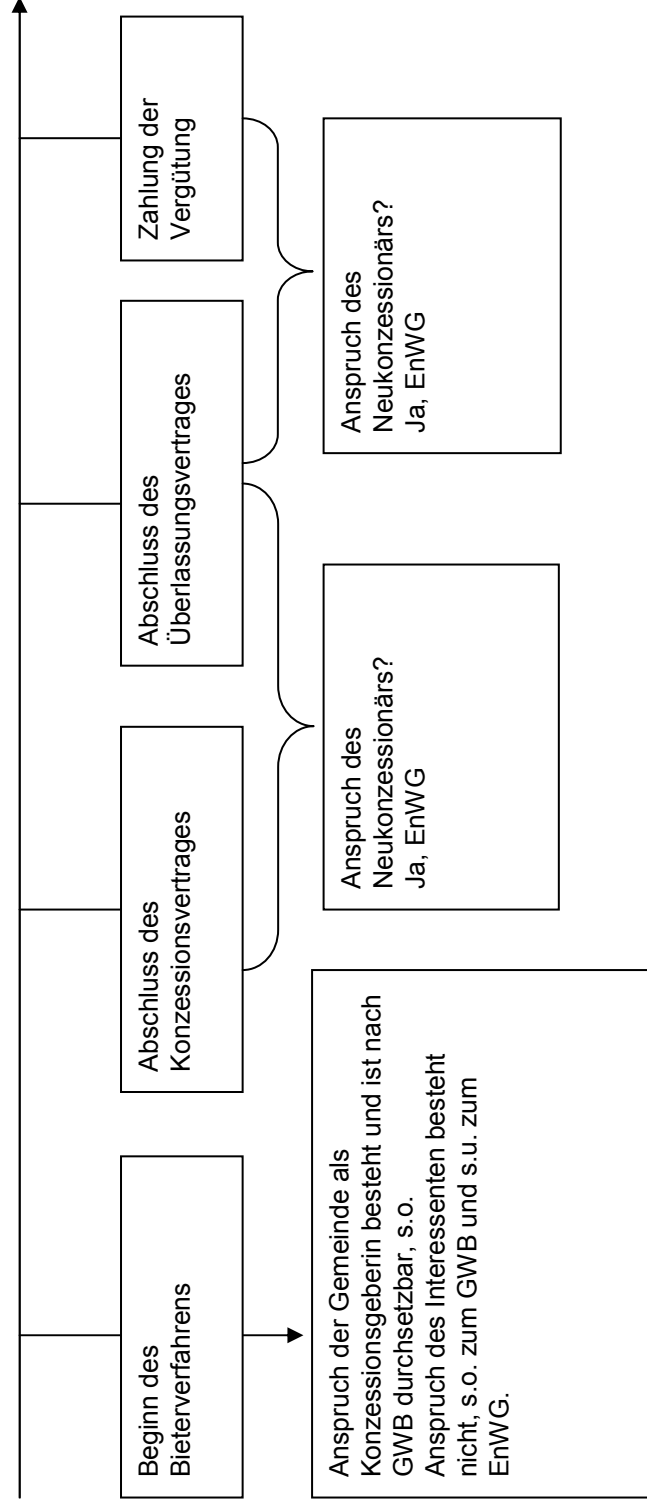 Beginn des
Bieterverfahrens
Abschluss des
Konzessionsvertrages
Abschluss des
Überlassungsvertrages
Zahlung der
Vergütung
Anspruch der Gemeinde als
Konzessionsgeberin besteht und ist nach
GWB durchsetzbar, s.o.
Anspruch des Interessenten besteht
nicht, s.o. zum GWB und s.u. zum
EnWG.
Anspruch des
Neukonzessionärs?
Ja, EnWG
Anspruch des
Neukonzessionärs?
Ja, EnWG